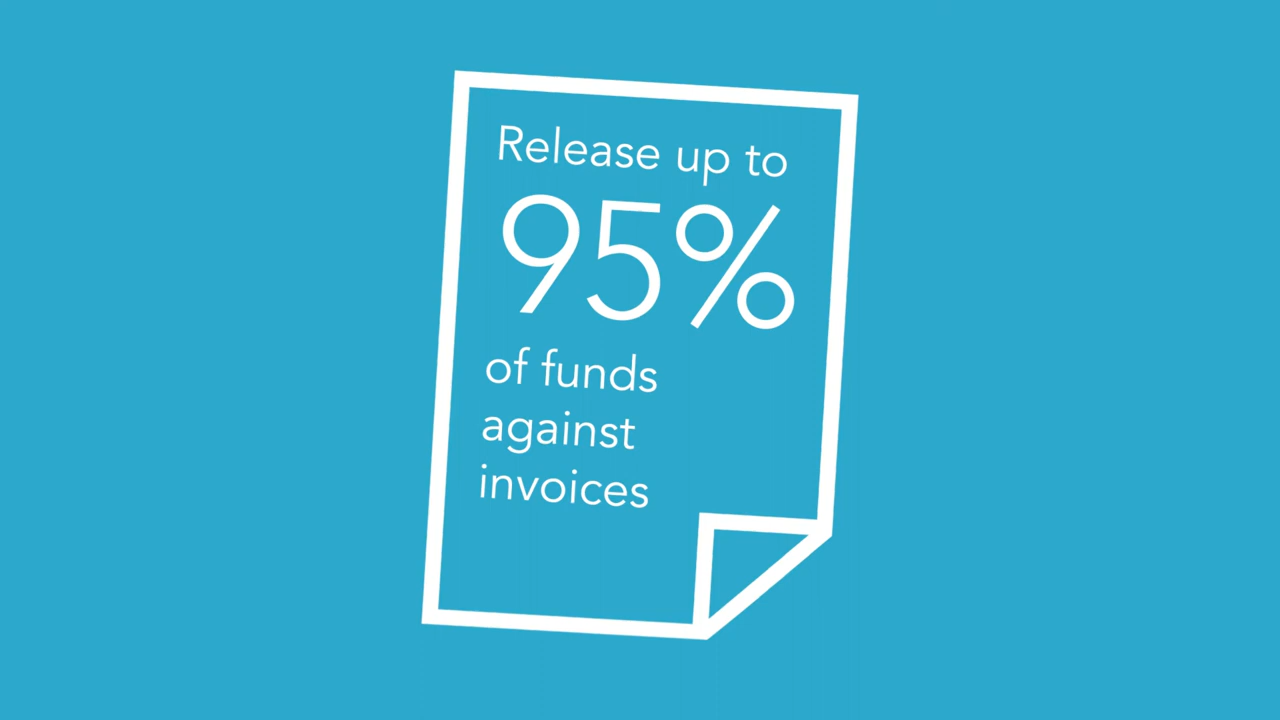 Release up to
95%
of funds
against
invoices